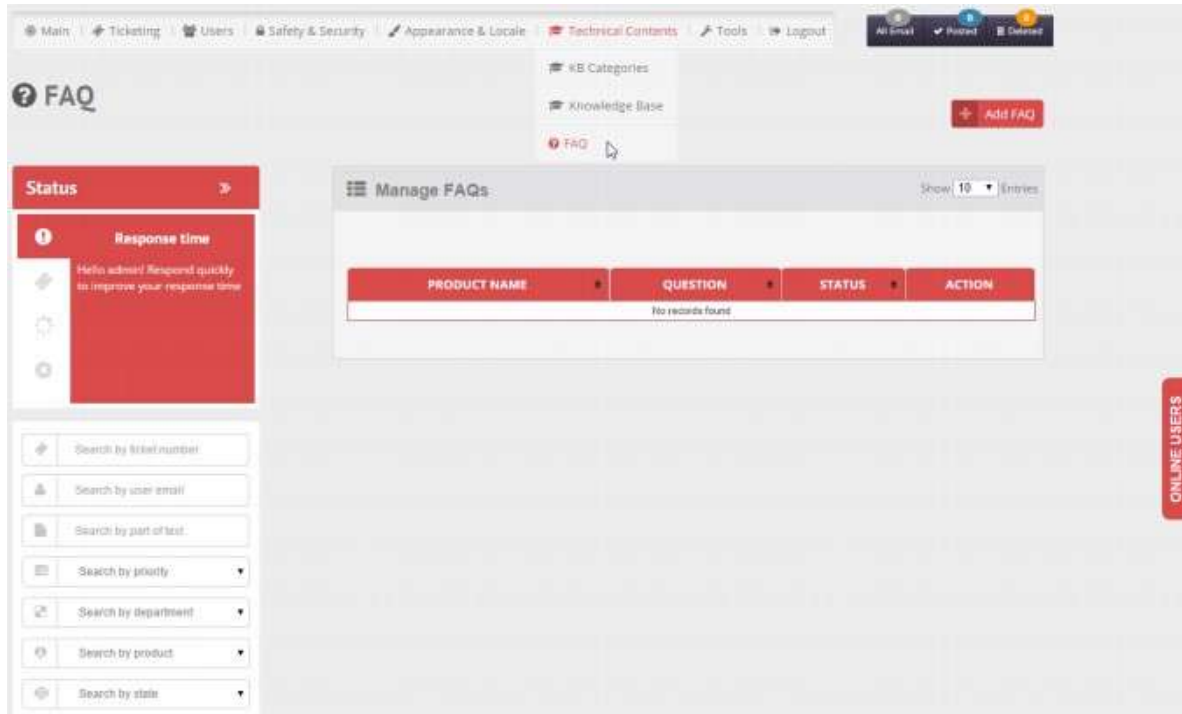 Main Ticketing Users Safety & Security Appearance & Locale Technical Contents Tools Logout
All Email Posted Deleted
KB Categories
Knowledge Base
FAQ
FAQ
Add FAQ
Status
Manage FAQs
Show 10 Entries
Response time
Hello admin! Respond quickly
to improve your response time
PRODUCT NAME QUESTION STATUS ACTION
No records found
ONLINE USERS
Search by ticket number
Search by user email
Search by part of text
Search by priority
Search by department
Search by product
Search by state